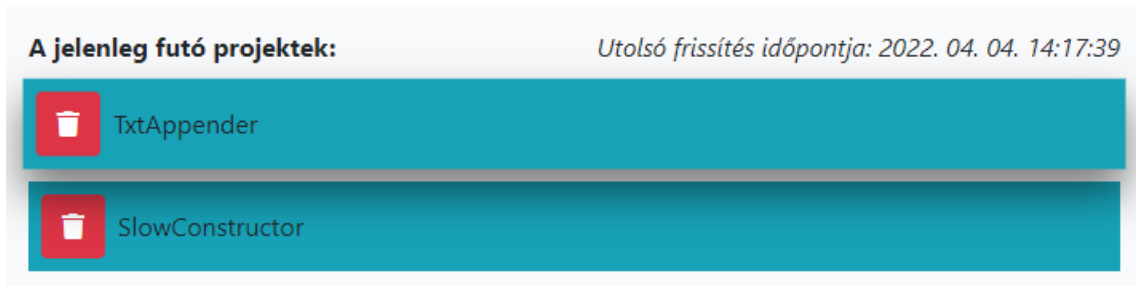 A jelenleg futó projektek: Utolsó frissítés időpontja: 2022. 04. 04. 14:17:39
TxtAppender
SlowConstructor